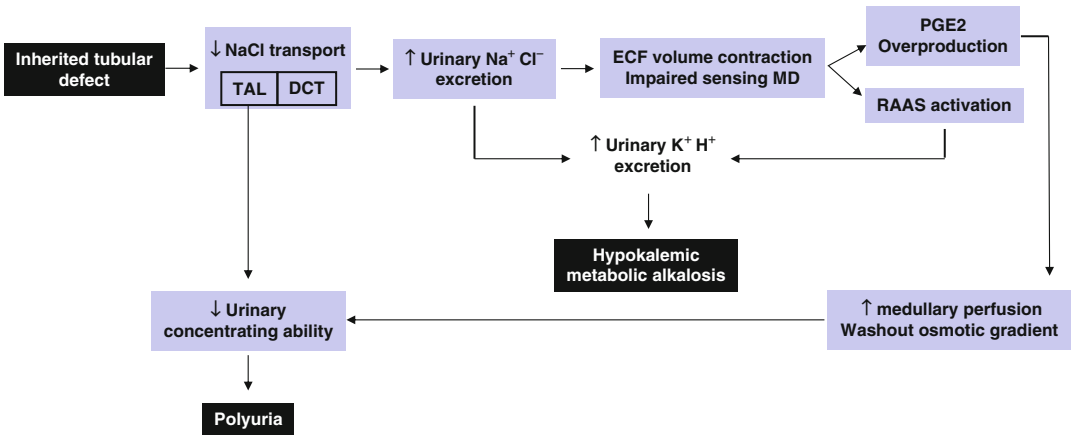 Inherited tubular
defect
↓ NaCl transport
TAL DCT
↑ Urinary Na⁺ Cl⁻
excretion
ECF volume contraction
Impaired sensing MD
PGE2
Overproduction
RAAS activation
↑ Urinary K⁺ H⁺
excretion
Hypokalemic
metabolic alkalosis
↓ Urinary
concentrating ability
↑ medullary perfusion
Washout osmotic gradient
Polyuria